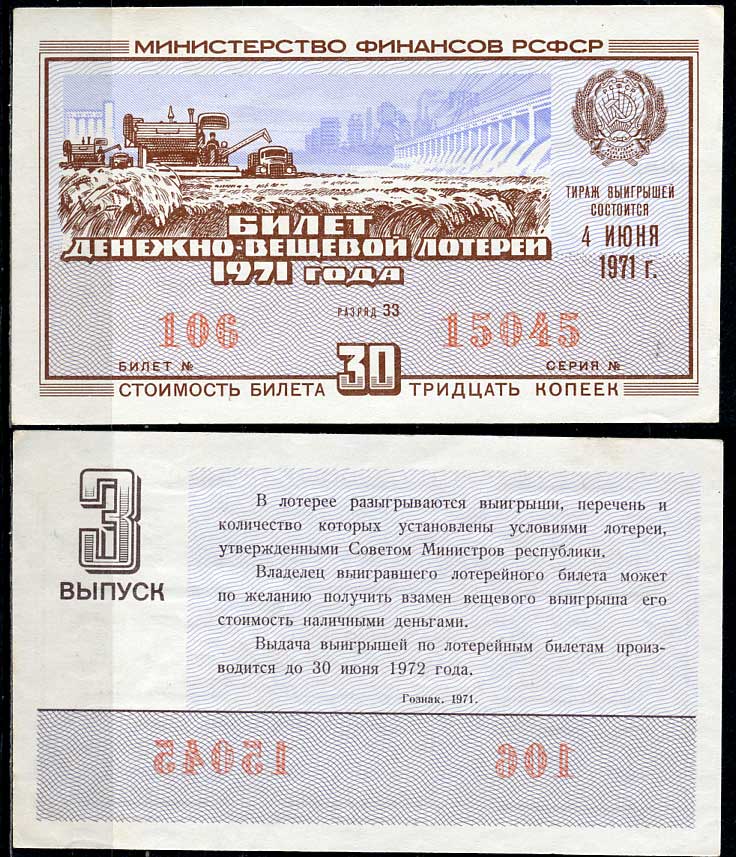 МИНИСТЕРСТВО ФИНАНСОВ РСФСР
РСФСР
ТИРАЖ ВЫИГРЫШЕЙ
СОСТОИТСЯ
4 ИЮНЯ
1971 г.
БИЛЕТ
ДЕНЕЖНО-ВЕЩЕВОЙ ЛОТЕРЕИ
1971 ГОДА
РАЗРЯД 33
106
15045
БИЛЕТ №
СЕРИЯ №
СТОИМОСТЬ БИЛЕТА 30 ТРИДЦАТЬ КОПЕЕК
3
ВЫПУСК
В лотерее разыгрываются выигрыши, перечень и
количество которых установлены условиями лотереи,
утвержденными Советом Министров республики.
Владелец выигравшего лотерейного билета может
по желанию получить взамен вещевого выигрыша его
стоимость наличными деньгами.
Выдача выигрышей по лотерейным билетам произ-
водится до 30 июня 1972 года.
Гознак. 1971.
15045
106